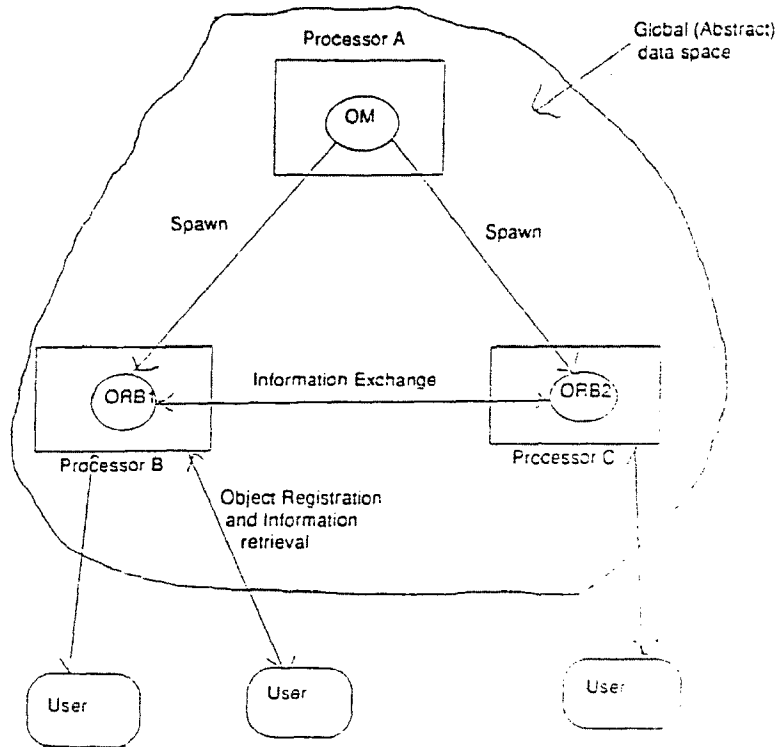 Processor A
Global (Abstract)
data space
OM
Spawn
Spawn
Information Exchange
ORB1
ORB2
Processor B
Processor C
Object Registration
and Information
retrieval
User
User
User